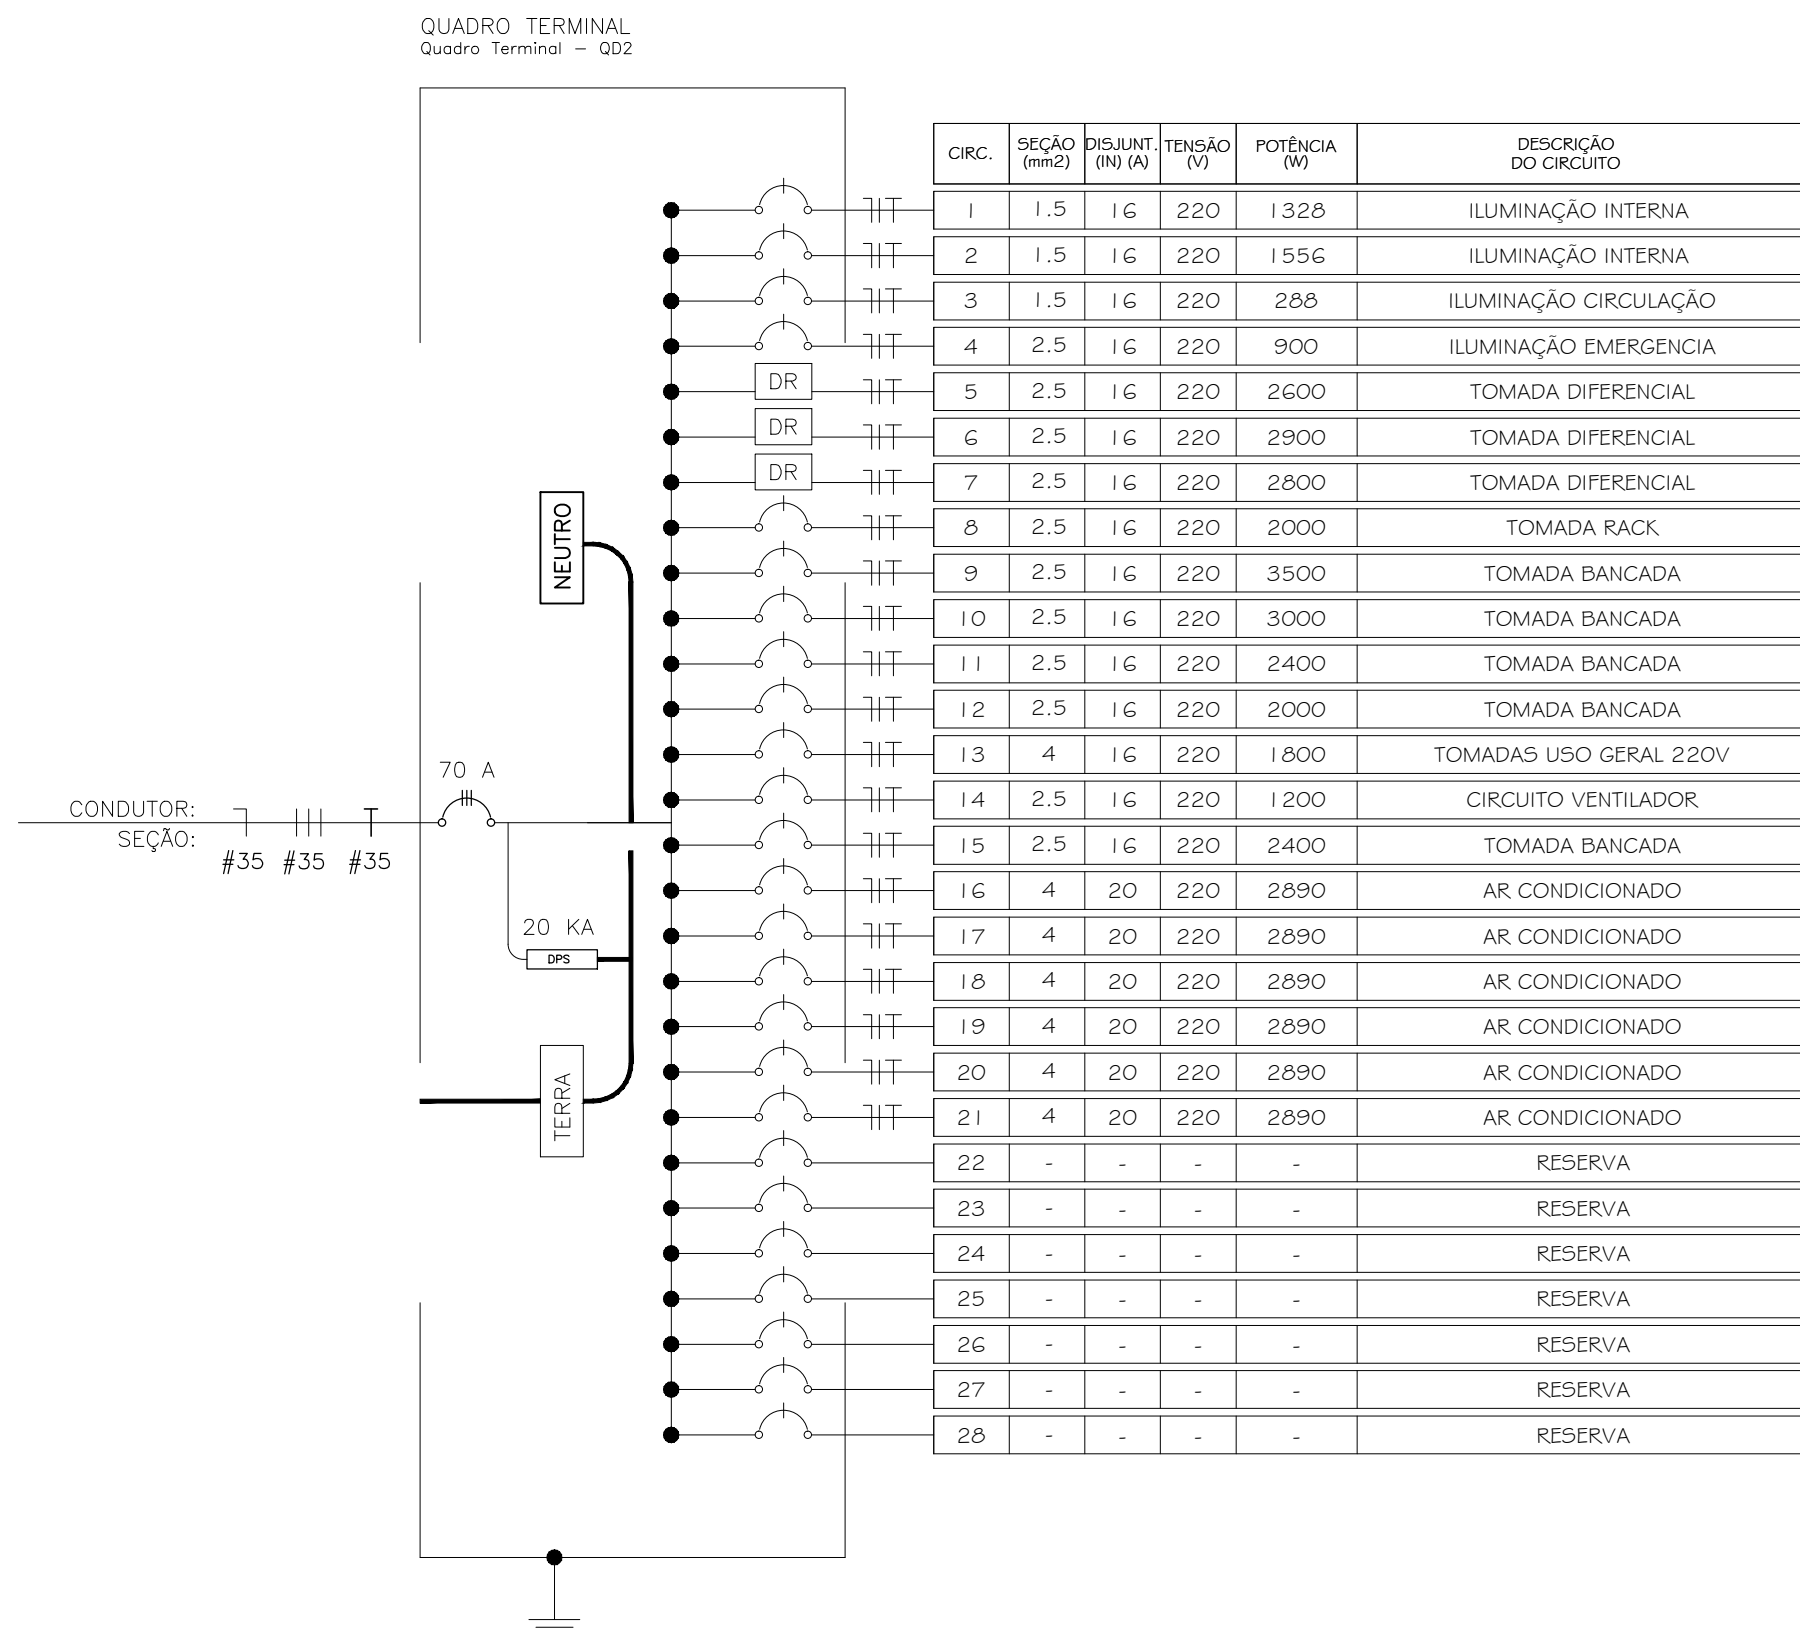 QUADRO TERMINAL
Quadro Terminal – QD2
CIRC. SEÇÃO (mm2) DISJUNT. (IN) (A) TENSÃO (V) POTÊNCIA (W) DESCRIÇÃO DO CIRCUITO
1 1.5 16 220 1328 ILUMINAÇÃO INTERNA
2 1.5 16 220 1556 ILUMINAÇÃO INTERNA
3 1.5 16 220 288 ILUMINAÇÃO CIRCULAÇÃO
4 2.5 16 220 900 ILUMINAÇÃO EMERGENCIA
DR 5 2.5 16 220 2600 TOMADA DIFERENCIAL
DR 6 2.5 16 220 2900 TOMADA DIFERENCIAL
DR 7 2.5 16 220 2800 TOMADA DIFERENCIAL
8 2.5 16 220 2000 TOMADA RACK
9 2.5 16 220 3500 TOMADA BANCADA
10 2.5 16 220 3000 TOMADA BANCADA
11 2.5 16 220 2400 TOMADA BANCADA
12 2.5 16 220 2000 TOMADA BANCADA
13 4 16 220 1800 TOMADAS USO GERAL 220V
14 2.5 16 220 1200 CIRCUITO VENTILADOR
15 2.5 16 220 2400 TOMADA BANCADA
16 4 20 220 2890 AR CONDICIONADO
17 4 20 220 2890 AR CONDICIONADO
18 4 20 220 2890 AR CONDICIONADO
19 4 20 220 2890 AR CONDICIONADO
20 4 20 220 2890 AR CONDICIONADO
21 4 20 220 2890 AR CONDICIONADO
22 - - - - RESERVA
23 - - - - RESERVA
24 - - - - RESERVA
25 - - - - RESERVA
26 - - - - RESERVA
27 - - - - RESERVA
28 - - - - RESERVA
NEUTRO
70 A
CONDUTOR:
SEÇÃO:
#35 #35 #35
20 KA
DPS
TERRA